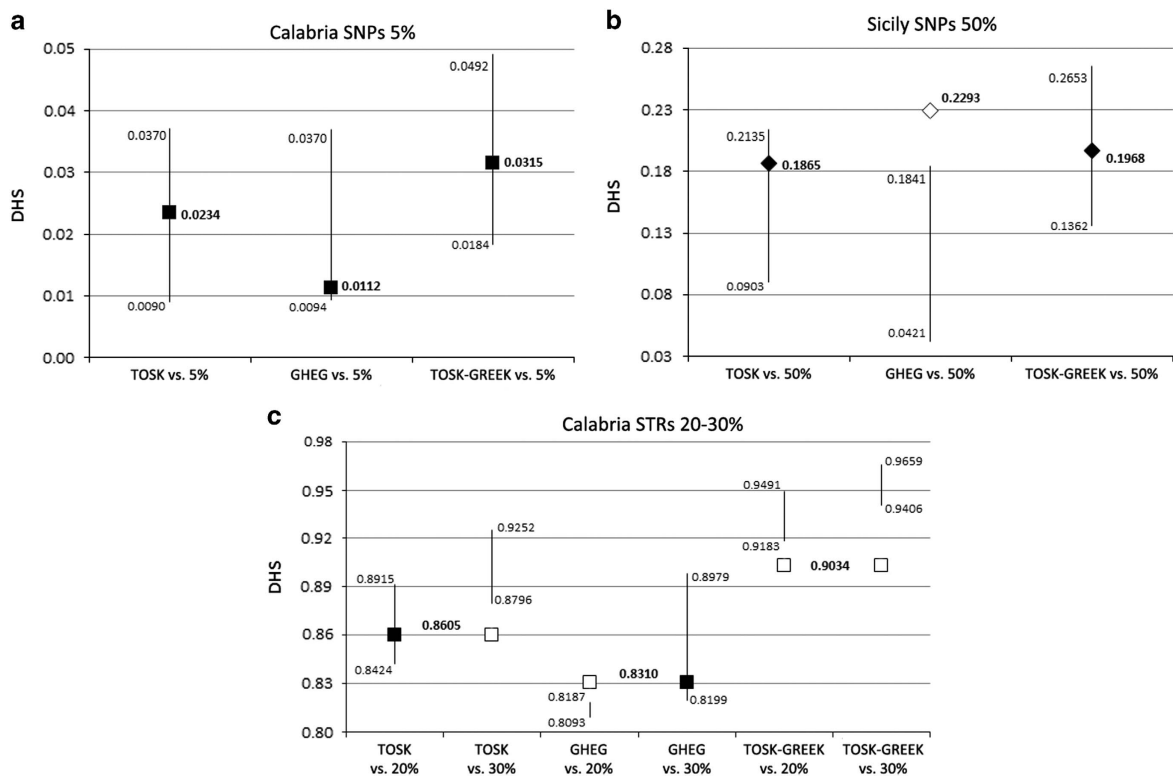 a
Calabria SNPs 5%
DHS
0.05
0.04
0.03
0.02
0.01
0.00
0.0370
0.0234
0.0090
0.0370
0.0112
0.0094
0.0492
0.0315
0.0184
TOSK vs. 5%
GHEG vs. 5%
TOSK-GREEK vs. 5%
b
Sicily SNPs 50%
DHS
0.28
0.23
0.18
0.13
0.08
0.03
0.2135
0.1865
0.0903
0.2293
0.1841
0.0421
0.2653
0.1968
0.1362
TOSK vs. 50%
GHEG vs. 50%
TOSK-GREEK vs. 50%
c
Calabria STRs 20-30%
DHS
0.98
0.95
0.92
0.89
0.86
0.83
0.80
0.8915
0.8605
0.8424
0.9252
0.8796
0.8310
0.8187
0.8093
0.8979
0.8199
0.9491
0.9183
0.9034
0.9659
0.9406
TOSK
vs. 20%
TOSK
vs. 30%
GHEG
vs. 20%
GHEG
vs. 30%
TOSK-GREEK
vs. 20%
TOSK-GREEK
vs. 30%